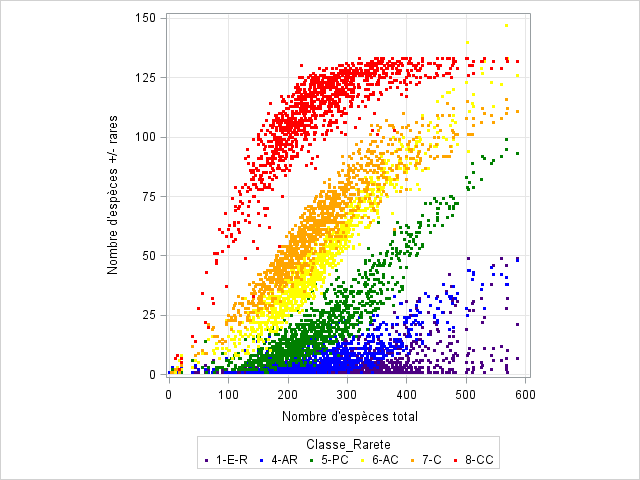 150
125
100
75
50
25
0
Nombre d'espèces +/- rares
0 100 200 300 400 500 600
Nombre d'espèces total
Classe_Rarete
1-E-R 4-AR 5-PC 6-AC 7-C 8-CC